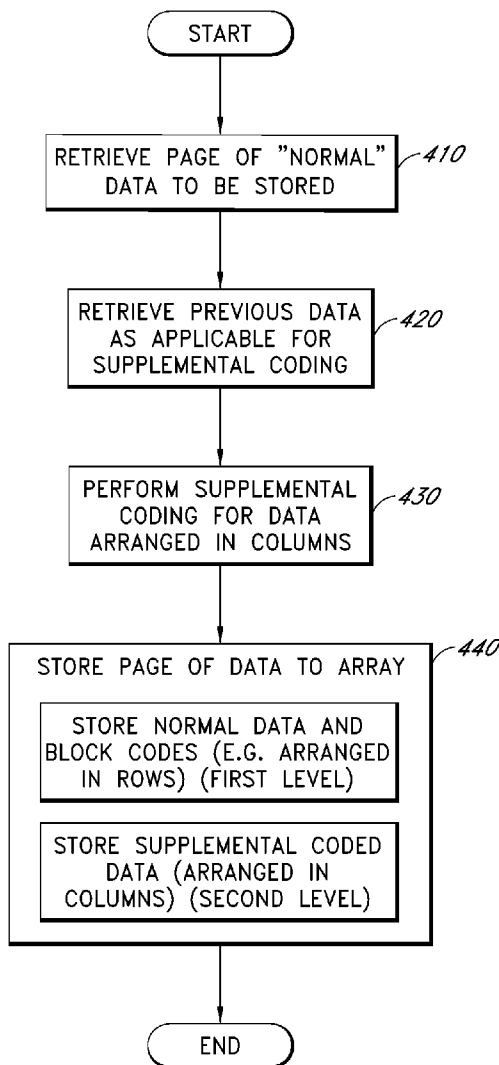 START
RETRIEVE PAGE OF "NORMAL"
DATA TO BE STORED
410
RETRIEVE PREVIOUS DATA
AS APPLICABLE FOR
SUPPLEMENTAL CODING
420
PERFORM SUPPLEMENTAL
CODING FOR DATA
ARRANGED IN COLUMNS
430
STORE PAGE OF DATA TO ARRAY
440
STORE NORMAL DATA AND
BLOCK CODES (E.G. ARRANGED
IN ROWS) (FIRST LEVEL)
STORE SUPPLEMENTAL CODED
DATA (ARRANGED IN
COLUMNS) (SECOND LEVEL)
END